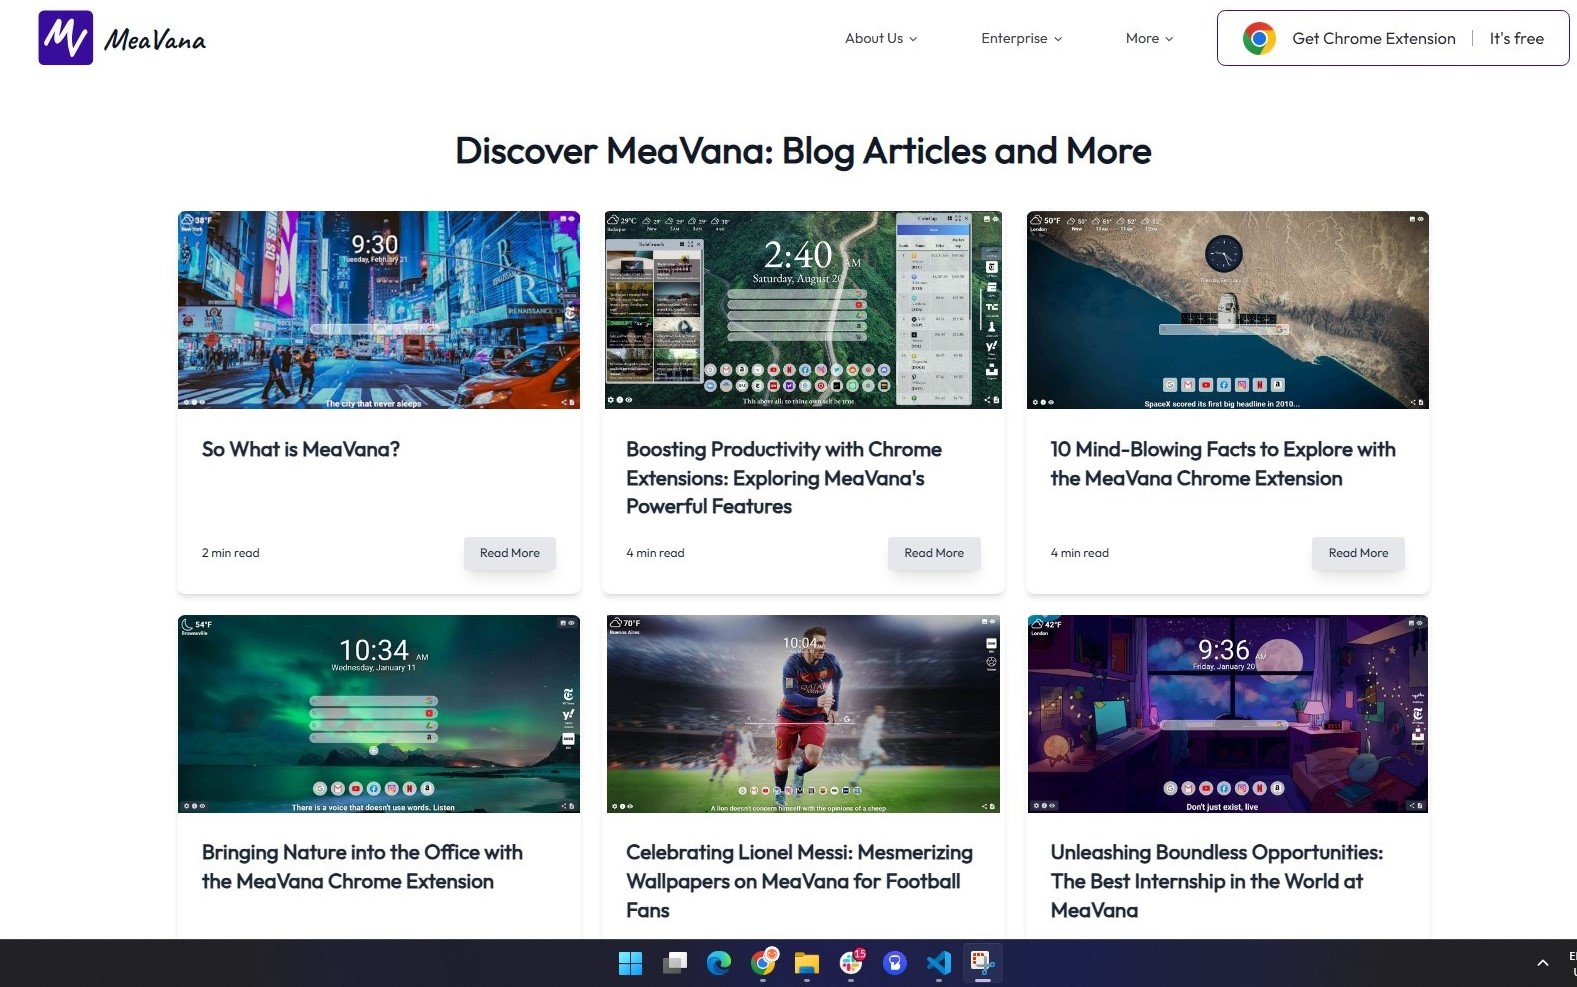 MeaVana
About Us
Enterprise
More
Get Chrome Extension
It's free
Discover MeaVana: Blog Articles and More
38°F
New York
9:30
Tuesday, February 21
The city that never sleeps
29°C
2:40 AM
Saturday, August 20
This above all: to thine own self be true
50°F
London
SpaceX scored its first big headline in 2010...
So What is MeaVana?
2 min read
Read More
Boosting Productivity with Chrome
Extensions: Exploring MeaVana's
Powerful Features
4 min read
Read More
10 Mind-Blowing Facts to Explore with
the MeaVana Chrome Extension
4 min read
Read More
54°F
Brownsville
10:34 AM
Wednesday, January 11
There is a voice that doesn't use words. Listen
70°F
Buenos Aires
10:04
A lion doesn't concern himself with the opinions of a sheep
42°F
London
9:36 AM
Friday, January 20
Don't just exist, live
Bringing Nature into the Office with
the MeaVana Chrome Extension
Celebrating Lionel Messi: Mesmerizing
Wallpapers on MeaVana for Football
Fans
Unleashing Boundless Opportunities:
The Best Internship in the World at
MeaVana
15